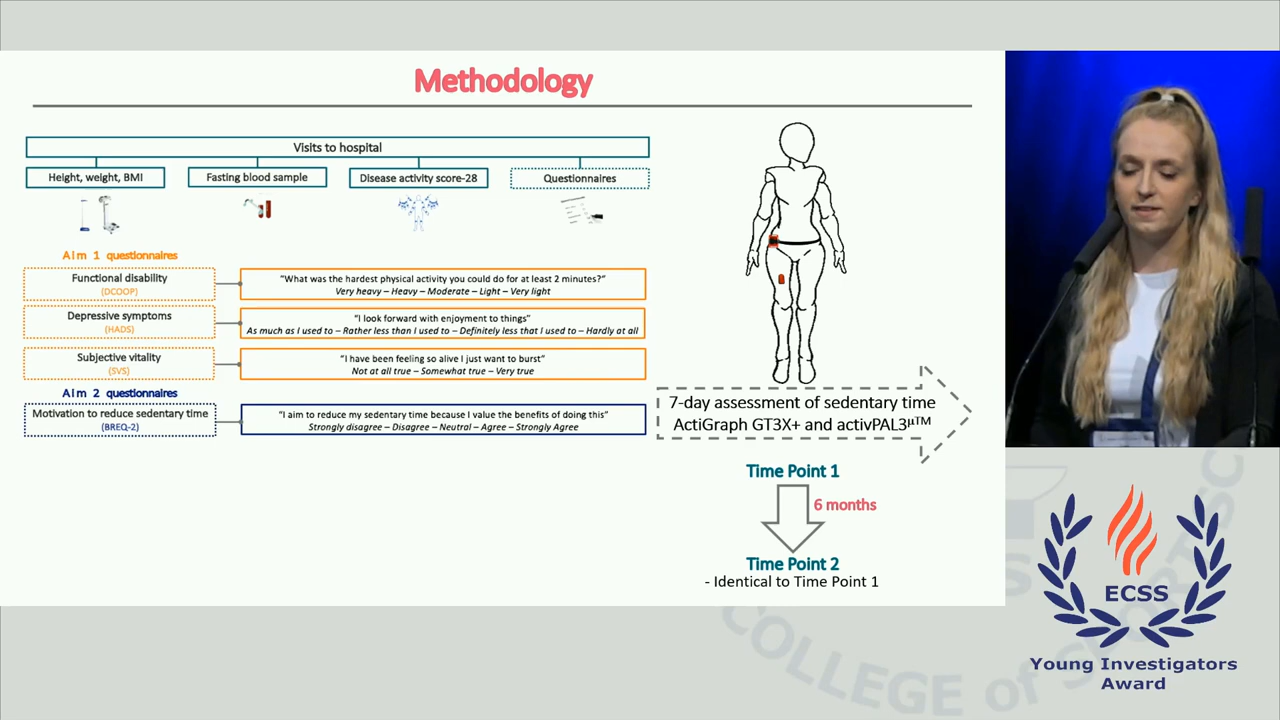 Methodology
Visits to hospital
Height, weight, BMI
Fasting blood sample
Disease activity score-28
Questionnaires
Aim 1 questionnaires
Functional disability
(DCOOP)
"What was the hardest physical activity you could do for at least 2 minutes?"
Very heavy – Heavy – Moderate – Light – Very light
Depressive symptoms
(HADS)
"I look forward with enjoyment to things"
As much as I used to – Rather less than I used to – Definitely less that I used to – Hardly at all
Subjective vitality
(SVS)
"I have been feeling so alive I just want to burst"
Not at all true – Somewhat true – Very true
Aim 2 questionnaires
Motivation to reduce sedentary time
(BREQ-2)
"I aim to reduce my sedentary time because I value the benefits of doing this"
Strongly disagree – Disagree – Neutral – Agree – Strongly Agree
7-day assessment of sedentary time
ActiGraph GT3X+ and activPAL3μTM
Time Point 1
6 months
Time Point 2
- Identical to Time Point 1
ECSS
Young Investigators
Award
COLLEGE of